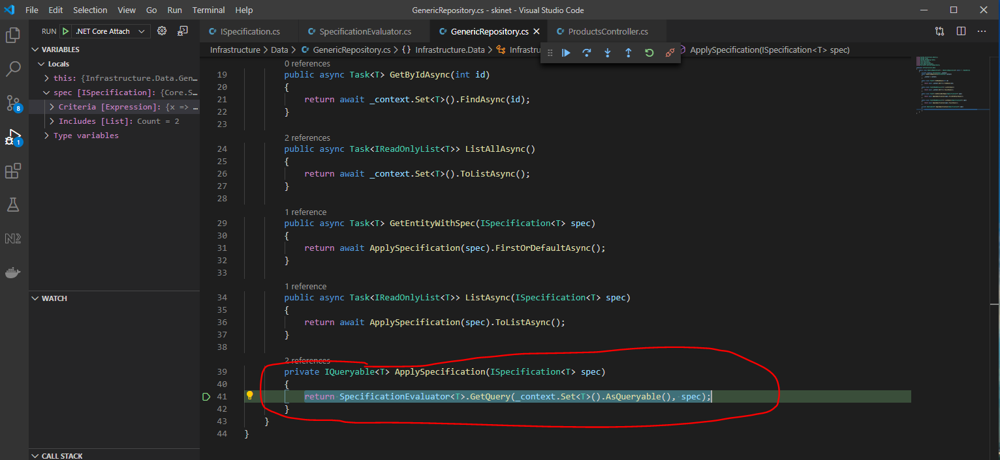 File Edit Selection View Go Run Terminal Help GenericRepository.cs - skinet - Visual Studio Code
RUN .NET Core Attach
C# ISpecification.cs C# SpecificationEvaluator.cs C# GenericRepository.cs C# ProductsController.cs
Infrastructure > Data > C# GenericRepository.cs > {} Infrastructure.Data > Infrastru ApplySpecification(ISpecification<T> spec)
VARIABLES
Locals
this: {Infrastructure.Data.Gen...
spec [ISpecification]: {Core.S...
Criteria [Expression]: {x => ...
Includes [List]: Count = 2
Type variables
8
1
WATCH
CALL STACK
0 references
19 public async Task<T> GetByIdAsync(int id)
20 {
21 return await _context.Set<T>().FindAsync(id);
22 }
23
2 references
24 public async Task<IReadOnlyList<T>> ListAllAsync()
25 {
26 return await _context.Set<T>().ToListAsync();
27 }
28
1 reference
29 public async Task<T> GetEntityWithSpec(ISpecification<T> spec)
30 {
31 return await ApplySpecification(spec).FirstOrDefaultAsync();
32 }
33
1 reference
34 public async Task<IReadOnlyList<T>> ListAsync(ISpecification<T> spec)
35 {
36 return await ApplySpecification(spec).ToListAsync();
37 }
38
2 references
39 private IQueryable<T> ApplySpecification(ISpecification<T> spec)
40 {
41 return SpecificationEvaluator<T>.GetQuery(_context.Set<T>().AsQueryable(), spec);
42 }
43 }
44 }